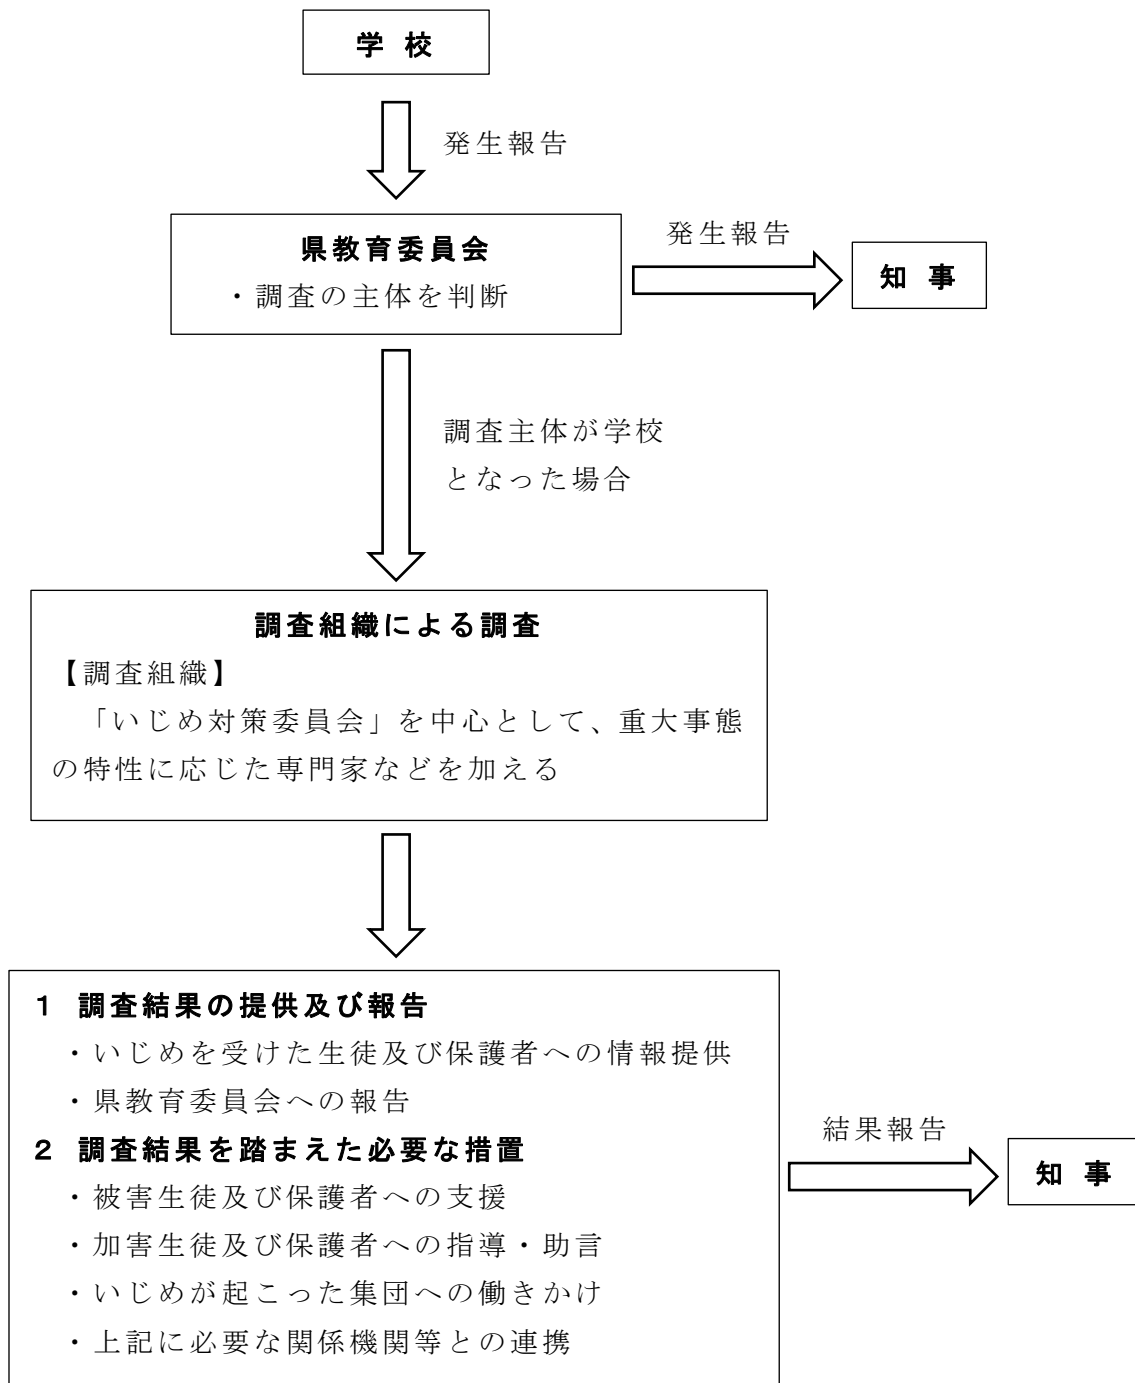 学 校
発生報告
県教育委員会
・調査の主体を判断
発生報告
知 事
調査主体が学校
となった場合
調査組織による調査
【調査組織】
「いじめ対策委員会」を中心として、重大事態
の特性に応じた専門家などを加える
1 調査結果の提供及び報告
・いじめを受けた生徒及び保護者への情報提供
・県教育委員会への報告
2 調査結果を踏まえた必要な措置
・被害生徒及び保護者への支援
・加害生徒及び保護者への指導・助言
・いじめが起こった集団への働きかけ
・上記に必要な関係機関等との連携
結果報告
知 事